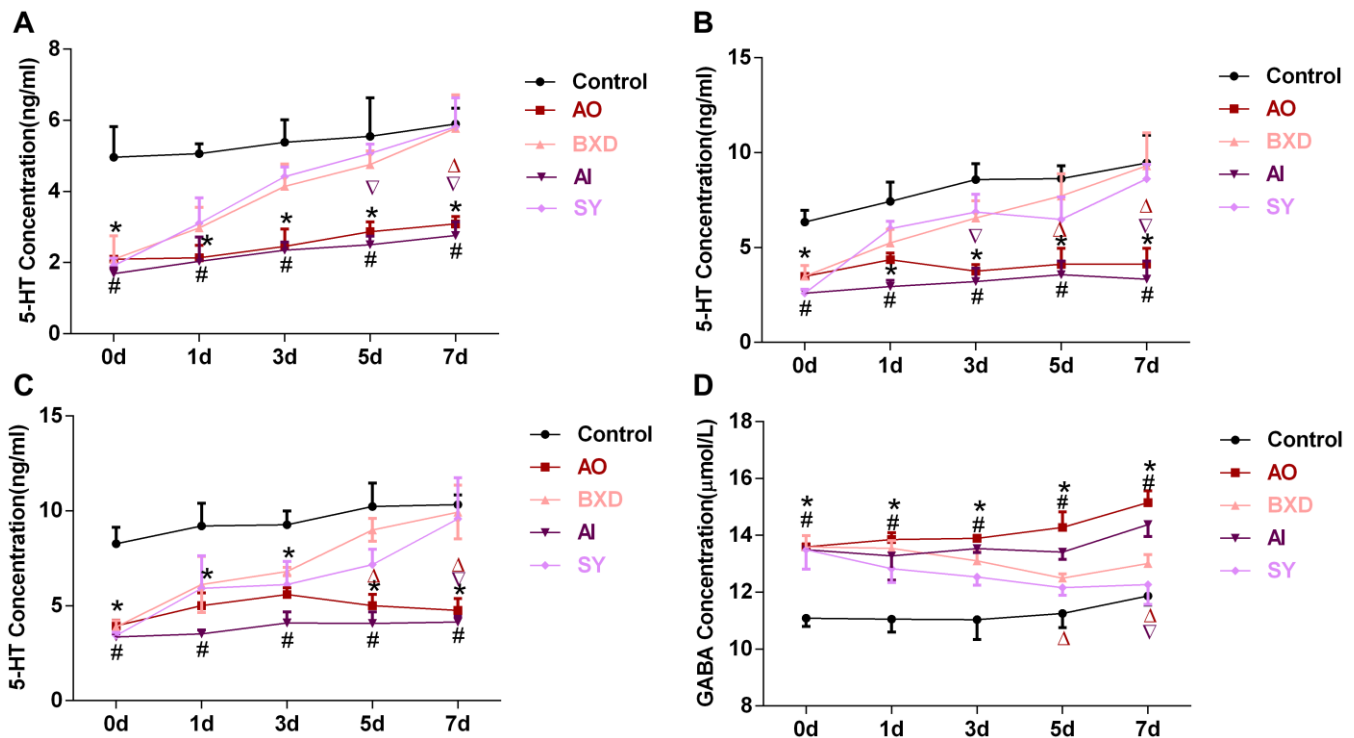 A
5-HT Concentration(ng/ml)
8
6
4
2
0
0d 1d 3d 5d 7d
* * * * *
# # # # #
Control
AO
BXD
AI
SY
B
5-HT Concentration(ng/ml)
15
10
5
0
0d 1d 3d 5d 7d
* * * * *
# # # # #
Control
AO
BXD
AI
SY
C
5-HT Concentration(ng/ml)
15
10
5
0
0d 1d 3d 5d 7d
* * * * *
# # # # #
Control
AO
BXD
AI
SY
D
GABA Concentration(μmol/L)
18
16
14
12
10
8
0d 1d 3d 5d 7d
* * * * *
# # # # #
Control
AO
BXD
AI
SY